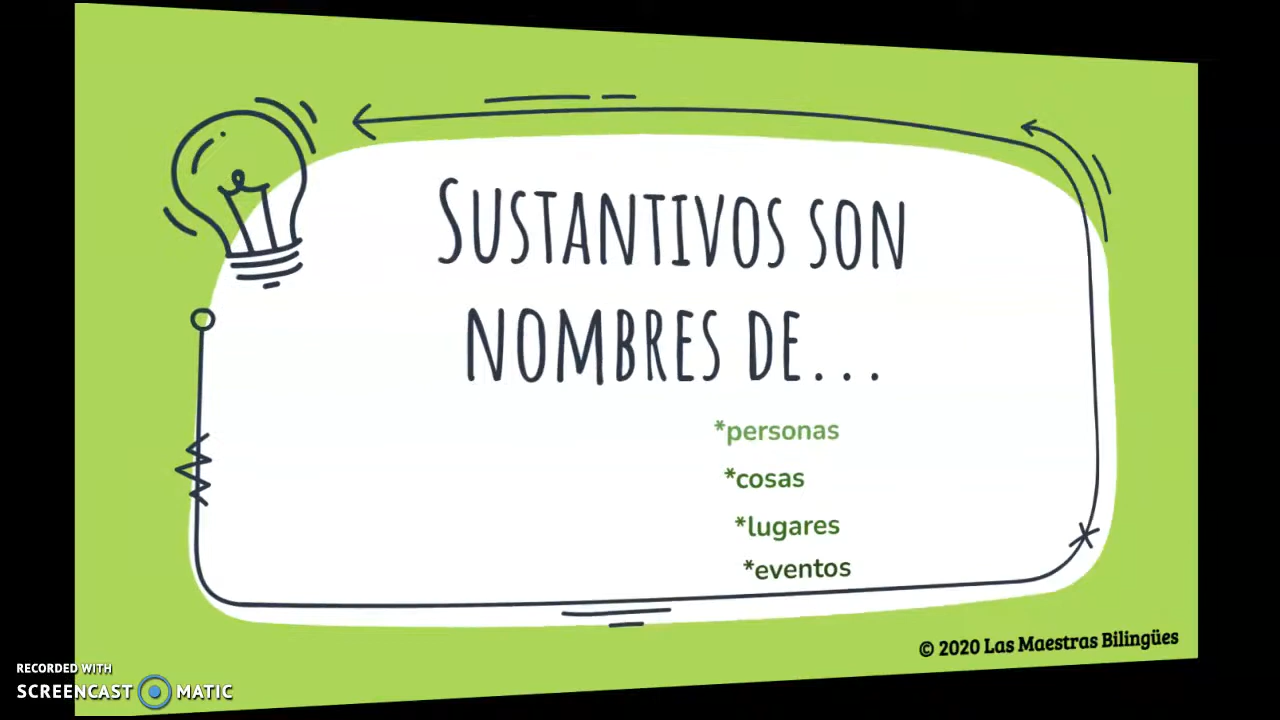 Sustantivos son
nombres de...
*personas
*cosas
*lugares
*eventos
© 2020 Las Maestras Bilingües
RECORDED WITH
SCREENCAST MATIC